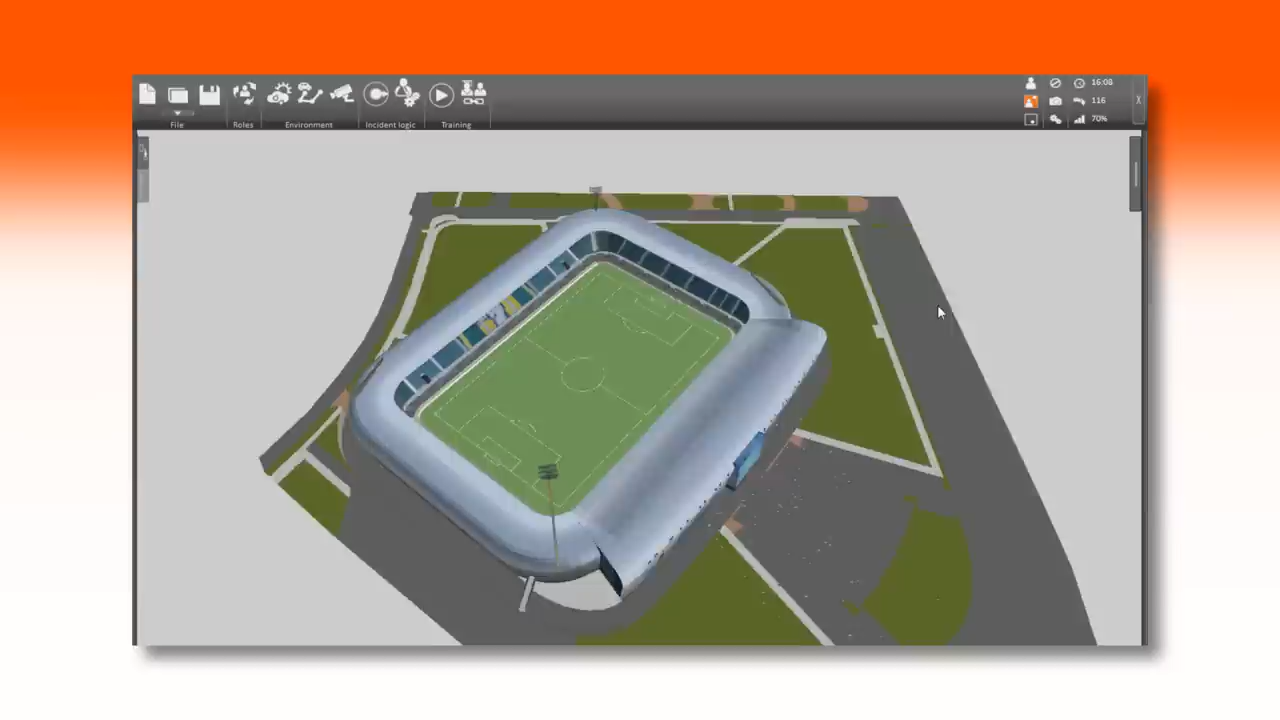 16:08
116
70%
File
Roles
Environment
Incident logic
Training